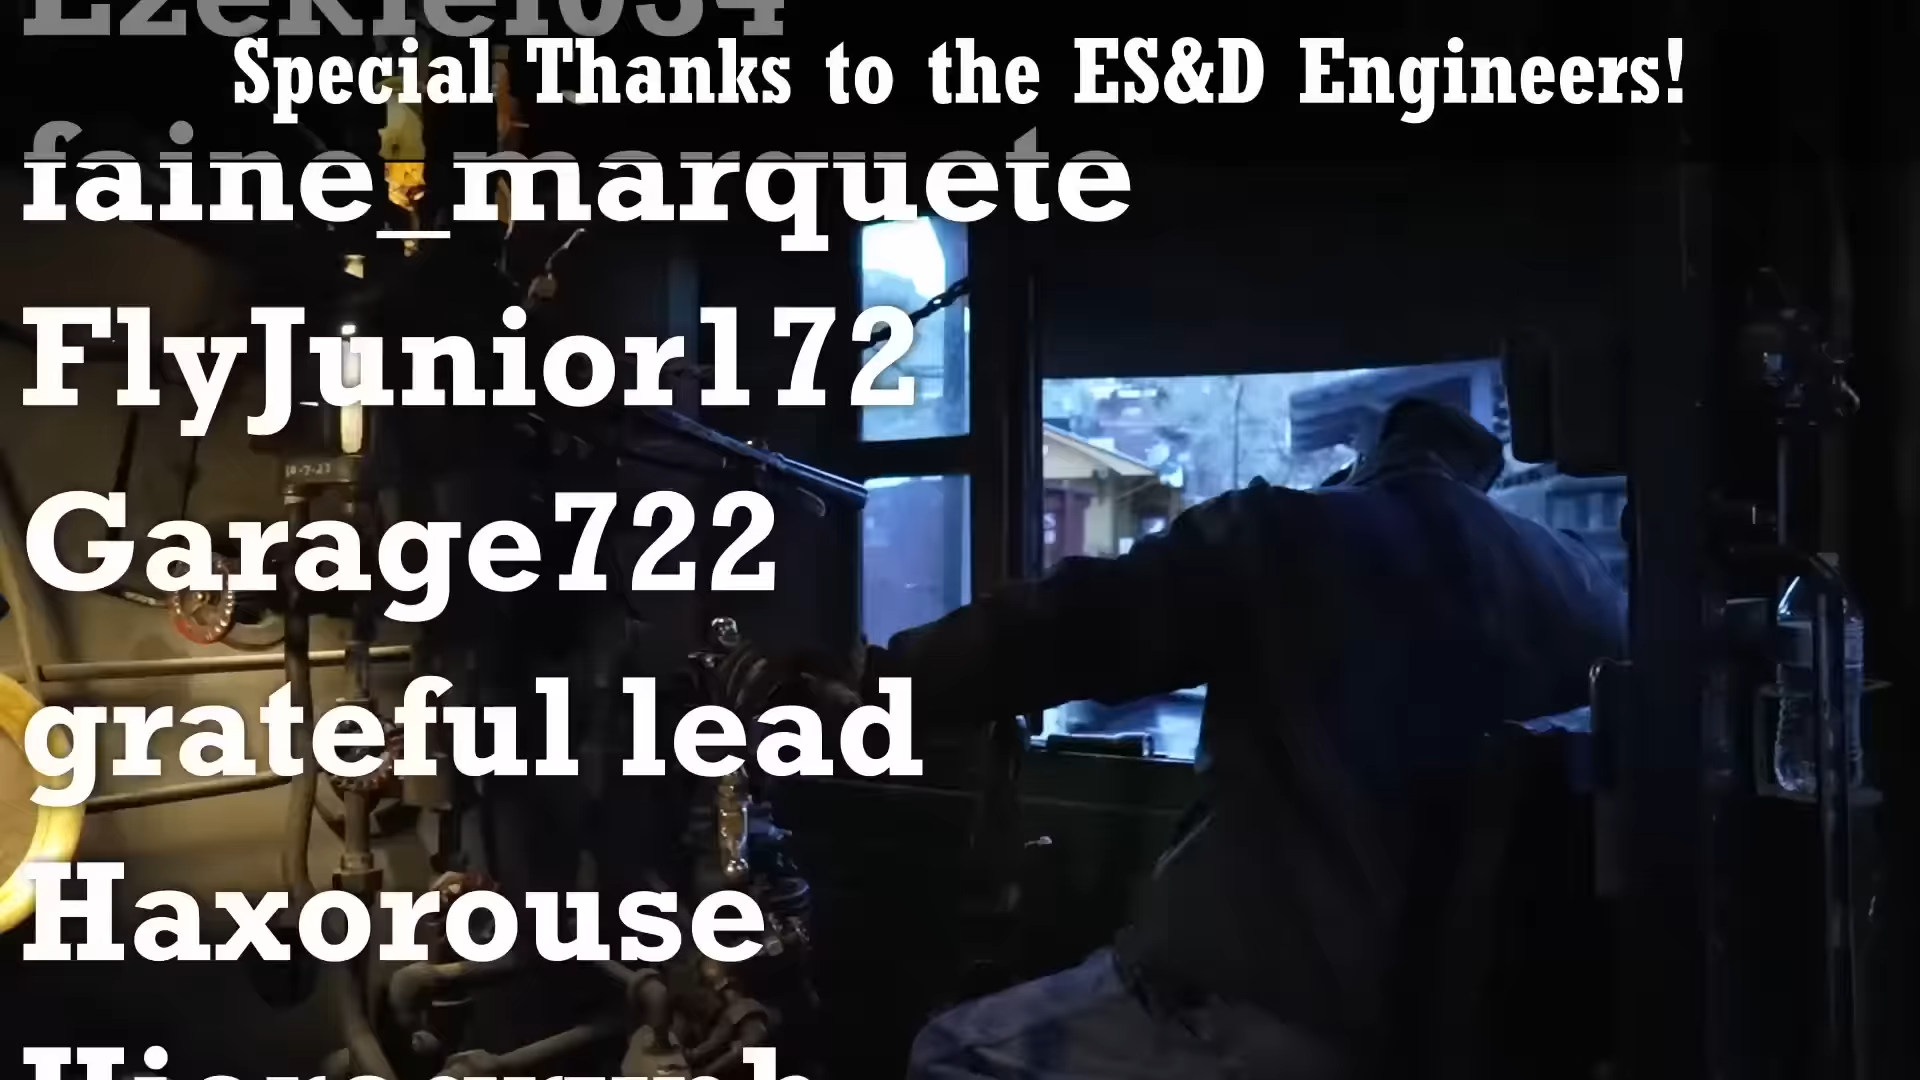 Special Thanks to the ES&D Engineers!
faine_marquete
FlyJunior172
Garage722
grateful lead
Haxorouse